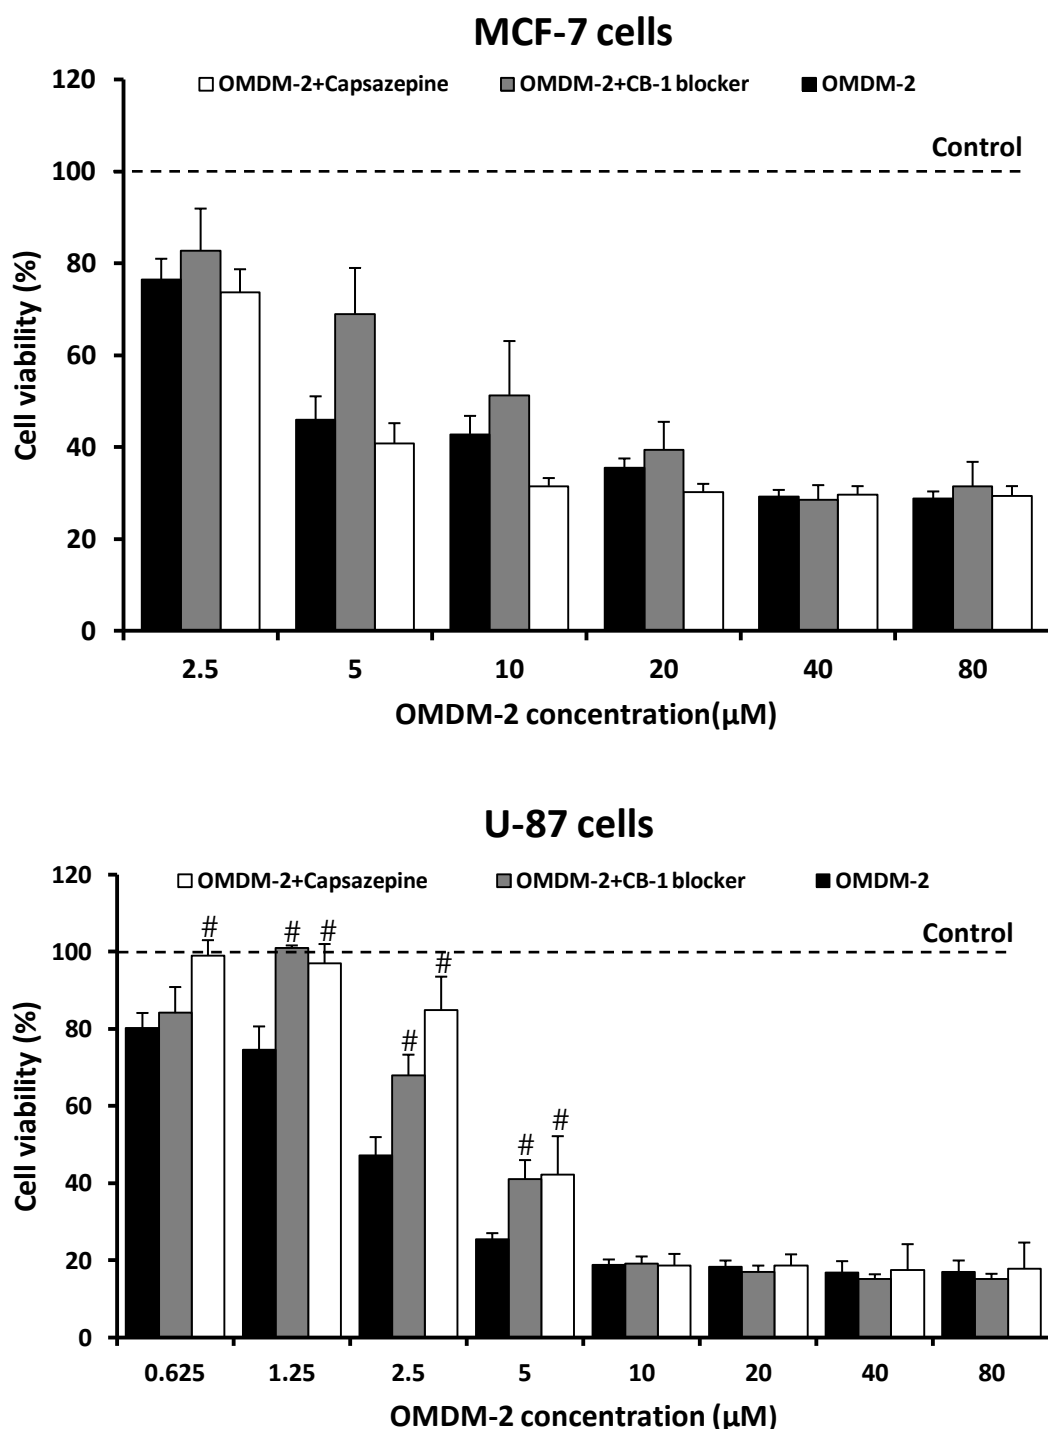 MCF-7 cells
120
OMDM-2+Capsazepine OMDM-2+CB-1 blocker OMDM-2
Control
100
80
60
40
20
0
Cell viability (%)
2.5 5 10 20 40 80
OMDM-2 concentration(µM)
U-87 cells
120
OMDM-2+Capsazepine OMDM-2+CB-1 blocker OMDM-2
Control
# # #
100
#
80
#
60
# #
40
20
0
Cell viability (%)
0.625 1.25 2.5 5 10 20 40 80
OMDM-2 concentration (µM)